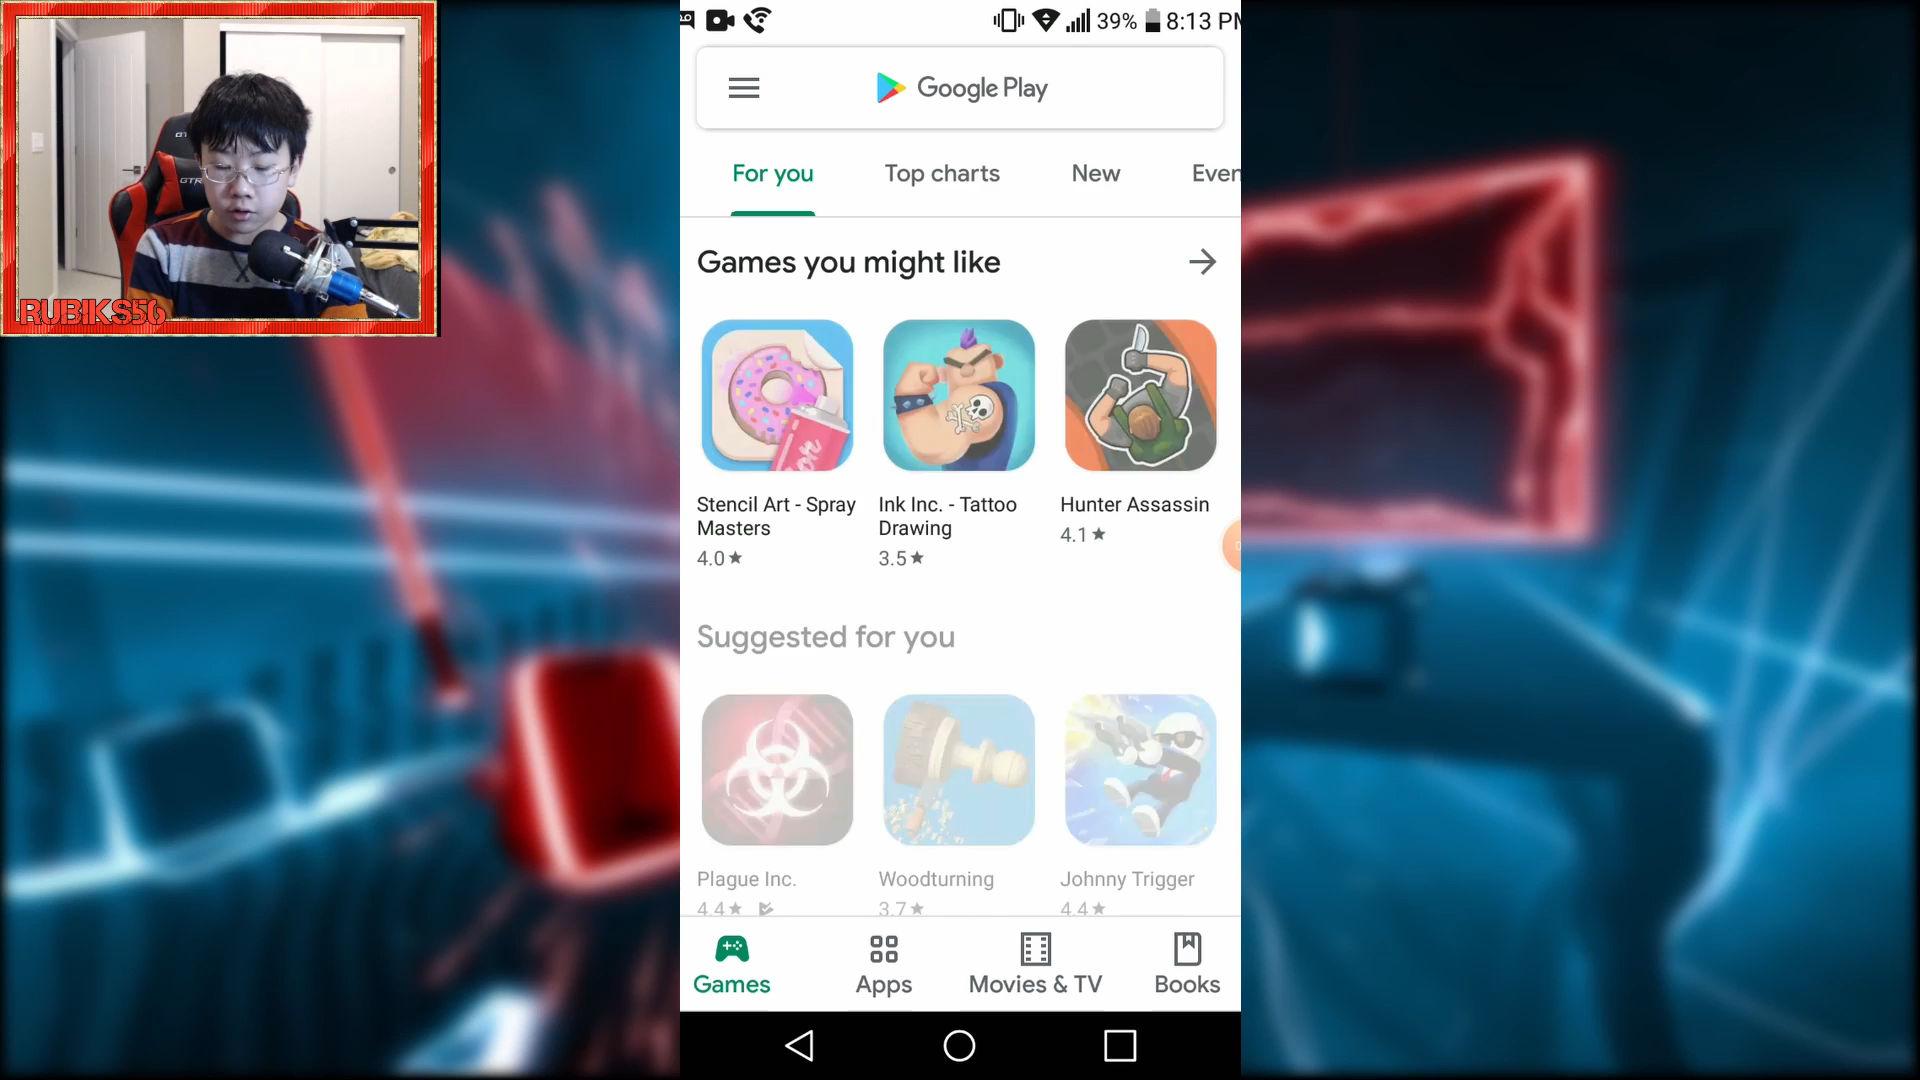 39% 8:13 PM
Google Play
For you Top charts New Even
Games you might like
Stencil Art - Spray Masters
4.0★
Ink Inc. - Tattoo Drawing
3.5★
Hunter Assassin
4.1★
Suggested for you
Plague Inc.
4.4★
Woodturning
3.7★
Johnny Trigger
4.4★
Games Apps Movies & TV Books
RUBIKS56
GTR